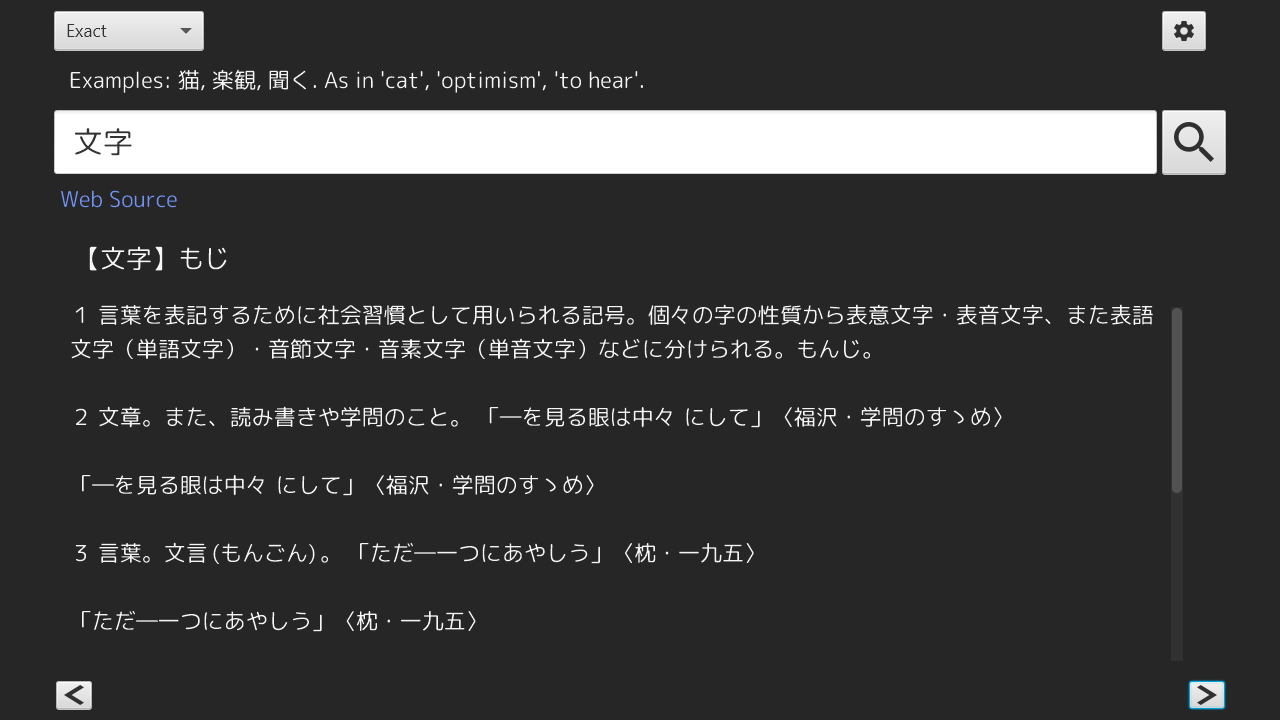 Exact
Examples: 猫, 楽観, 聞く. As in 'cat', 'optimism', 'to hear'.
文字
Web Source
【文字】もじ
１ 言葉を表記するために社会習慣として用いられる記号。個々の字の性質から表意文字・表音文字、また表語
文字（単語文字）・音節文字・音素文字（単音文字）などに分けられる。もんじ。
２ 文章。また、読み書きや学問のこと。 「―を見る眼は中々 にして」〈福沢・学問のすゝめ〉
「―を見る眼は中々 にして」〈福沢・学問のすゝめ〉
３ 言葉。文言(もんごん)。 「ただ―一つにあやしう」〈枕・一九五〉
「ただ―一つにあやしう」〈枕・一九五〉